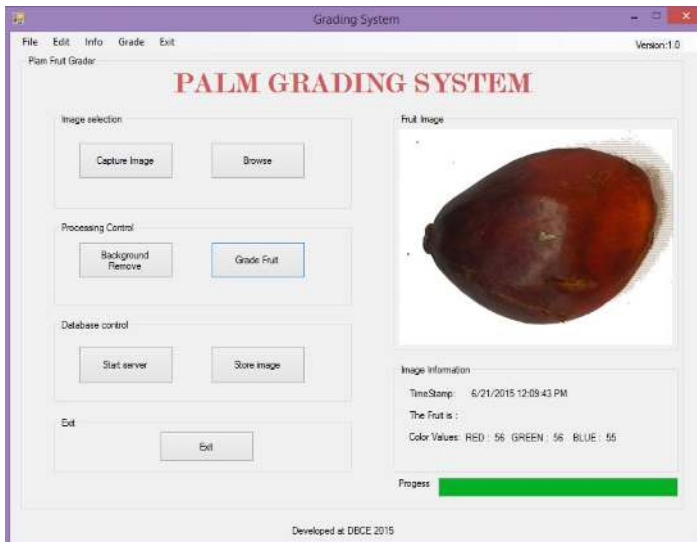 Grading System
File Edit Info Grade Exit
Version:1.0
Plam Fruit Grader
PALM GRADING SYSTEM
Image selection
Capture Image
Browse
Processing Control
Background
Remove
Grade Fruit
Database control
Start server
Store image
Exit
Exit
Fruit Image
Image Information
TimeStamp: 6/21/2015 12:09:43 PM
The Fruit is :
Color Values: RED : 56 GREEN : 56 BLUE : 55
Progess
Developed at DBCE 2015